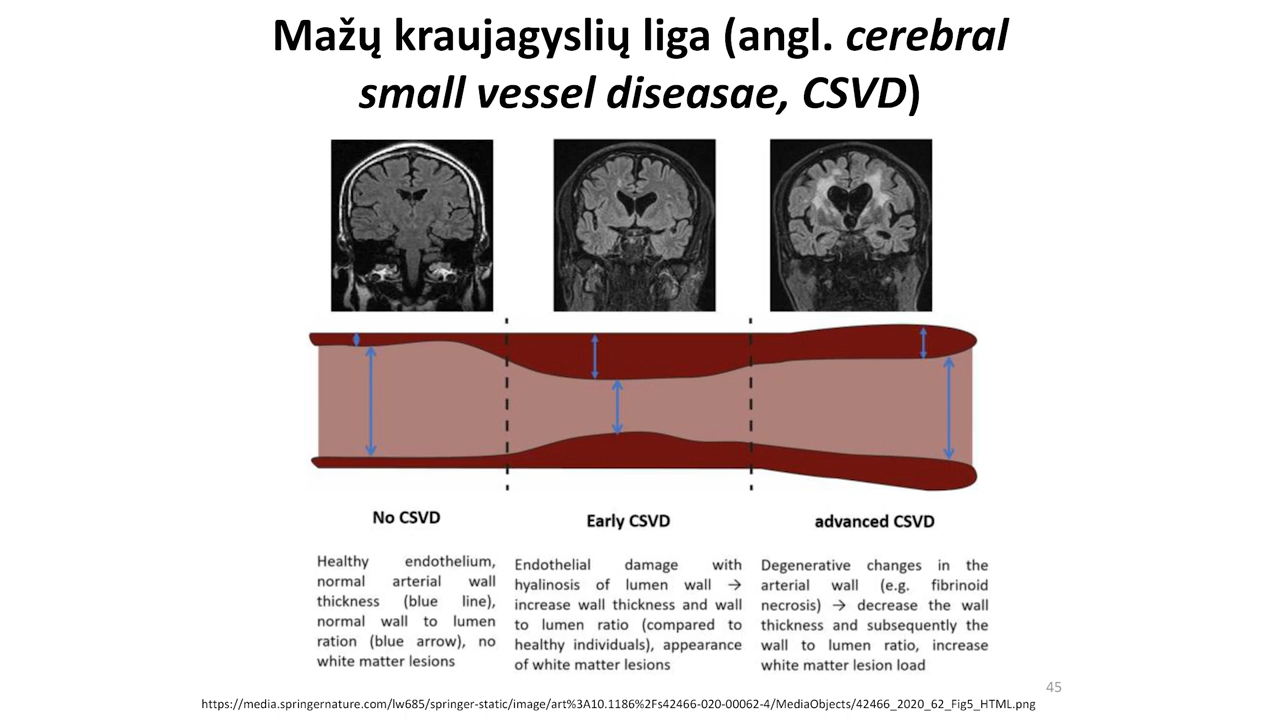 Mažų kraujagyslių liga (angl. cerebral
small vessel diseasae, CSVD)
No CSVD
Healthy endothelium,
normal arterial wall
thickness (blue line),
normal wall to lumen
ration (blue arrow), no
white matter lesions
Early CSVD
Endothelial damage with
hyalinosis of lumen wall →
increase wall thickness and wall
to lumen ratio (compared to
healthy individuals), appearance
of white matter lesions
advanced CSVD
Degenerative changes in the
arterial wall (e.g. fibrinoid
necrosis) → decrease the wall
thickness and subsequently the
wall to lumen ratio, increase
white matter lesion load
45
https://media.springernature.com/lw685/springer-static/image/art%3A10.1186%2Fs42466-020-00062-4/MediaObjects/42466_2020_62_Fig5_HTML.png